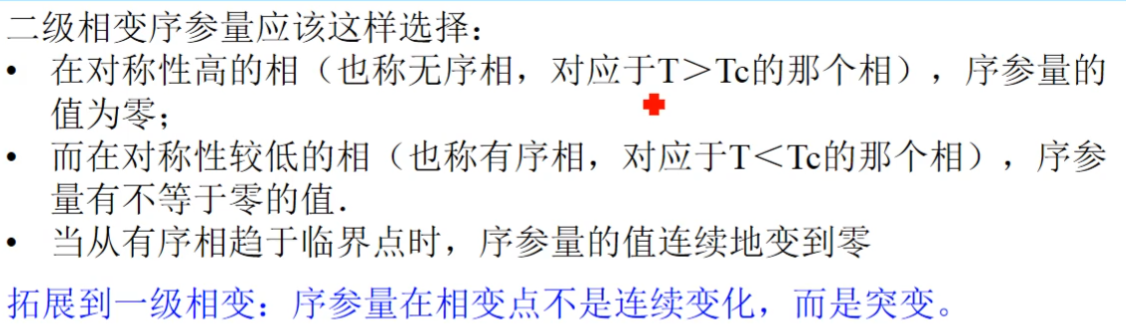 二级相变序参量应该这样选择：
• 在对称性高的相（也称无序相，对应于T＞Tc的那个相），序参量的
值为零；
• 而在对称性较低的相（也称有序相，对应于T＜Tc的那个相），序参
量有不等于零的值．
• 当从有序相趋于临界点时，序参量的值连续地变到零
拓展到一级相变：序参量在相变点不是连续变化，而是突变。